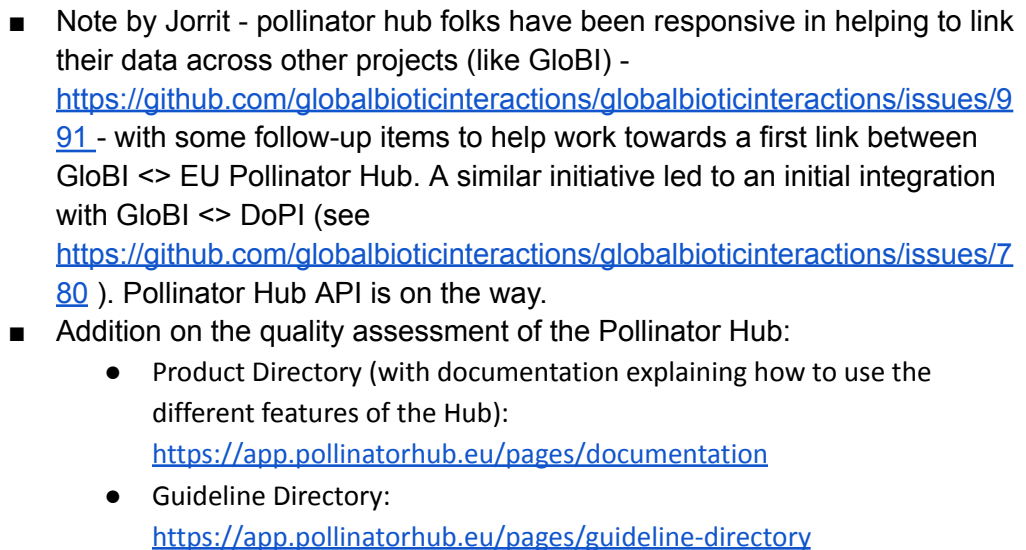 ■ Note by Jorrit - pollinator hub folks have been responsive in helping to link
their data across other projects (like GloBI) -
https://github.com/globalbioticinteractions/globalbioticinteractions/issues/9
91 - with some follow-up items to help work towards a first link between
GloBI <> EU Pollinator Hub. A similar initiative led to an initial integration
with GloBI <> DoPI (see
https://github.com/globalbioticinteractions/globalbioticinteractions/issues/7
80 ). Pollinator Hub API is on the way.
■ Addition on the quality assessment of the Pollinator Hub:
● Product Directory (with documentation explaining how to use the
different features of the Hub):
https://app.pollinatorhub.eu/pages/documentation
● Guideline Directory:
https://app.pollinatorhub.eu/pages/guideline-directory